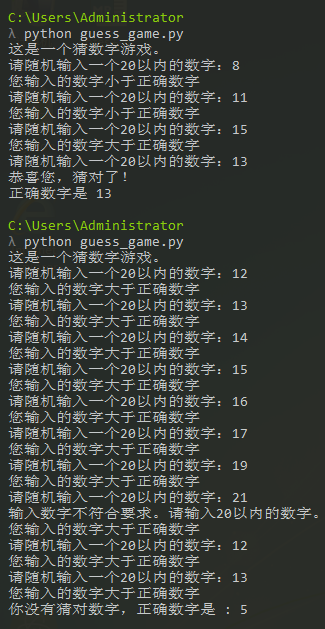 C:\Users\Administrator
λ python guess_game.py
这是一个猜数字游戏。
请随机输入一个20以内的数字：8
您输入的数字小于正确数字
请随机输入一个20以内的数字：11
您输入的数字小于正确数字
请随机输入一个20以内的数字：15
您输入的数字大于正确数字
请随机输入一个20以内的数字：13
恭喜您，猜对了！
正确数字是 13
C:\Users\Administrator
λ python guess_game.py
这是一个猜数字游戏。
请随机输入一个20以内的数字：12
您输入的数字大于正确数字
请随机输入一个20以内的数字：13
您输入的数字大于正确数字
请随机输入一个20以内的数字：14
您输入的数字大于正确数字
请随机输入一个20以内的数字：15
您输入的数字大于正确数字
请随机输入一个20以内的数字：16
您输入的数字大于正确数字
请随机输入一个20以内的数字：17
您输入的数字大于正确数字
请随机输入一个20以内的数字：19
您输入的数字大于正确数字
请随机输入一个20以内的数字：21
输入数字不符合要求。请输入20以内的数字。
您输入的数字大于正确数字
请随机输入一个20以内的数字：12
您输入的数字大于正确数字
请随机输入一个20以内的数字：13
您输入的数字大于正确数字
你没有猜对数字，正确数字是 : 5